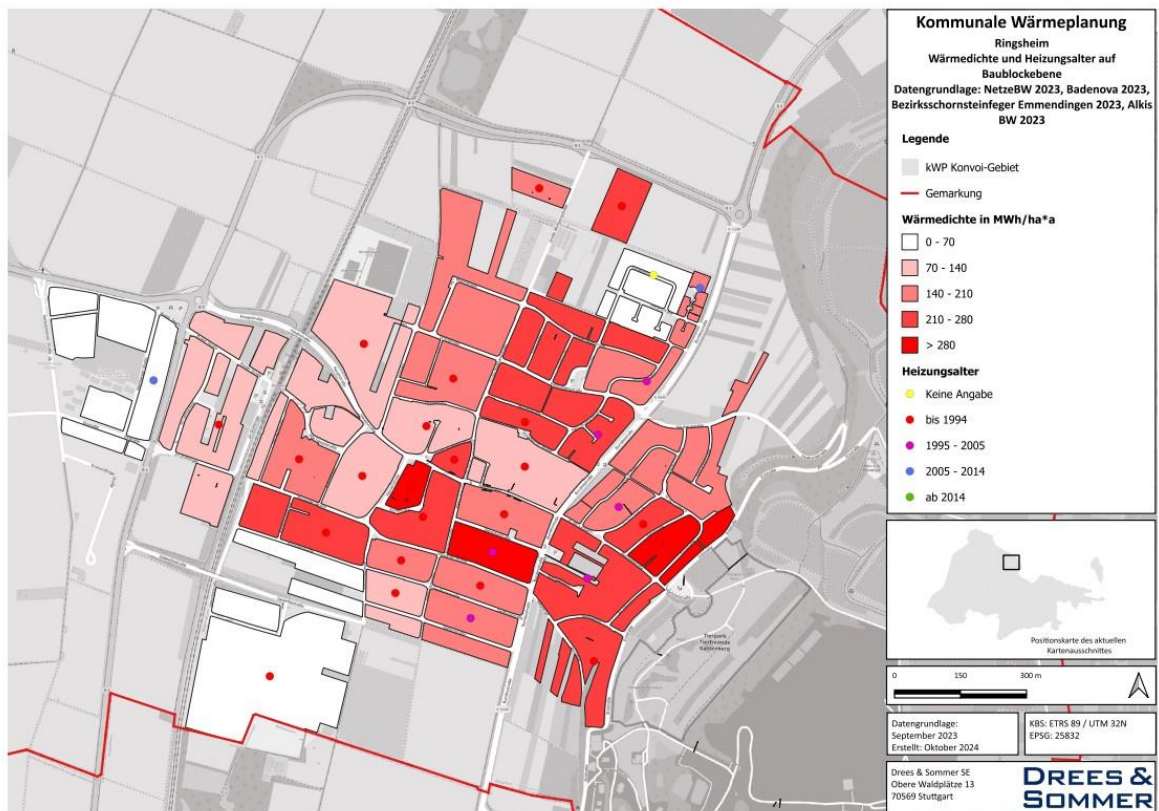 Kommunale Wärmeplanung
Ringsheim
Wärmedichte und Heizungsalter auf
Baublockebene
Datengrundlage: NetzeBW 2023, Badenova 2023,
Bezirksschornsteinfeger Emmendingen 2023, Alkis
BW 2023
Legende
kWP Konvoi-Gebiet
Gemarkung
Wärmedichte in MWh/ha*a
0 - 70
70 - 140
140 - 210
210 - 280
> 280
Heizungsalter
Keine Angabe
bis 1994
1995 - 2005
2005 - 2014
ab 2014
Tierpark
Tierfreunde
Kahlenberg
Positionskarte des aktuellen
Kartenausschnittes
0 150 300 m
Datengrundlage:
September 2023
Erstellt: Oktober 2024
KBS: ETRS 89 / UTM 32N
EPSG: 25832
Drees & Sommer SE
Obere Waldplätze 13
70569 Stuttgart
DREES &
SOMMER